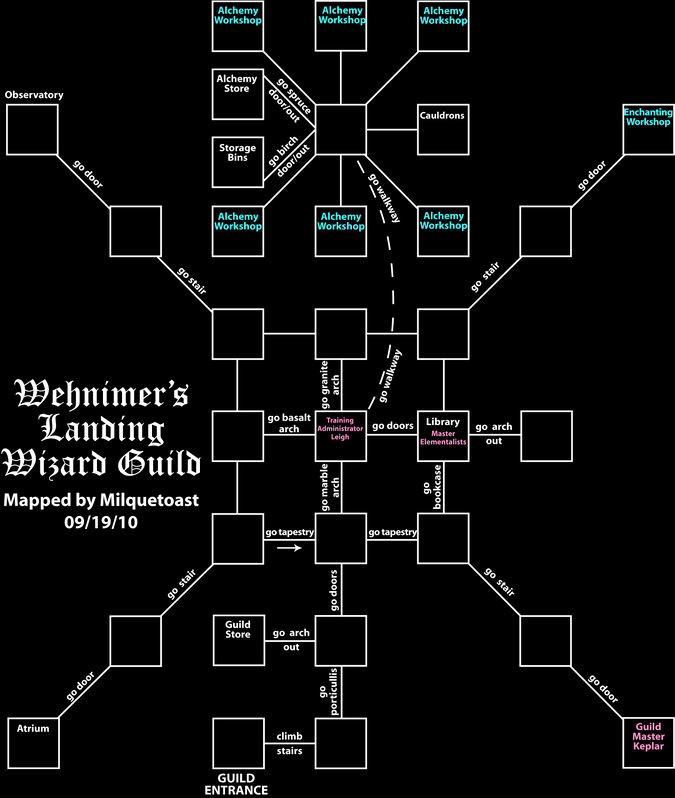 Alchemy
Workshop
Alchemy
Workshop
Alchemy
Workshop
Alchemy
Store
go spruce
door/out
Observatory
Cauldrons
Enchanting
Workshop
Storage
Bins
go birch
door/out
go door
go walkway
go door
Alchemy
Workshop
Alchemy
Workshop
Alchemy
Workshop
go stair
go stair
go granite
arch
go walkway
Wehnimer's
Landing
Wizard Guild
Mapped by Milquetoast
09/19/10
go basalt
arch
Training
Administrator
Leigh
go doors
Library
Master
Elementalists
go arch
out
go marble
arch
go
bookcase
go tapestry
go tapestry
go stair
go doors
go stair
Guild
Store
go arch
out
go door
go
porticullis
go door
Atrium
climb
stairs
Guild
Master
Keplar
GUILD
ENTRANCE